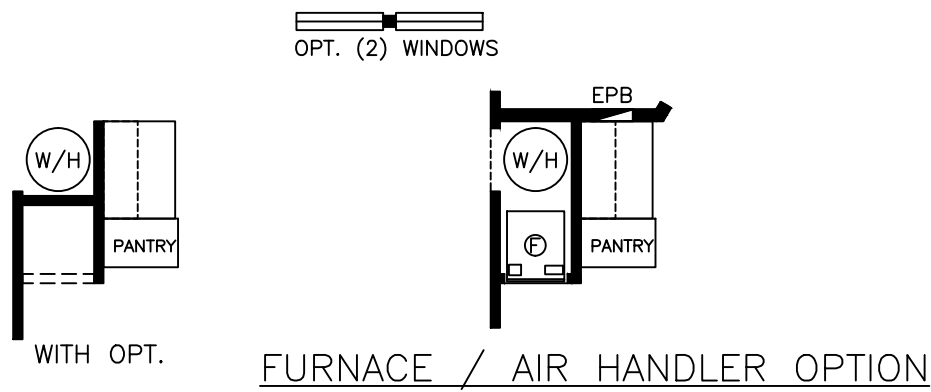 OPT. (2) WINDOWS
EPB
W/H
W/H
F
PANTRY
PANTRY
WITH OPT.
FURNACE / AIR HANDLER OPTION